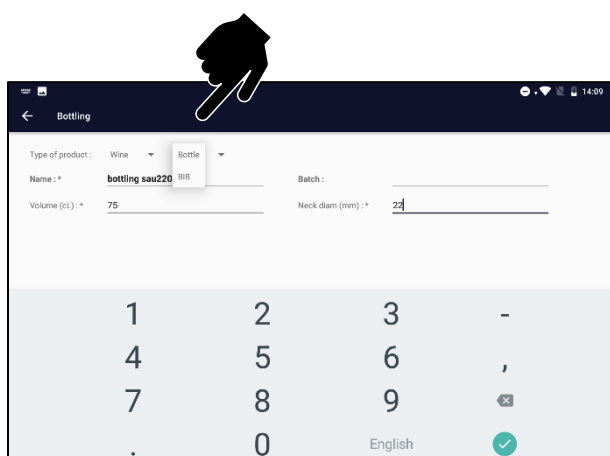 14:09
Bottling
Type of product : Wine Bottle
BIB
Name : * bottling sau220 Batch :
Volume (cl.) : * 75 Neck diam (mm) : * 22
1 2 3 -
4 5 6 ,
7 8 9
. 0 English